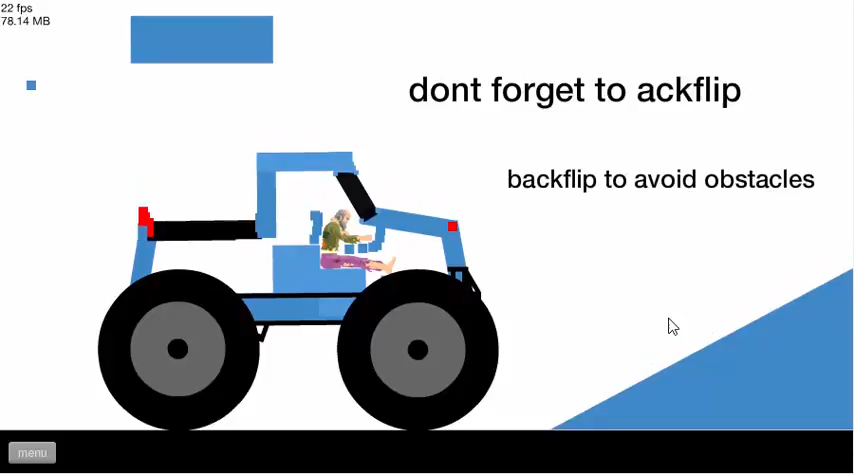 22 fps
78.14 MB
dont forget to ackflip
backflip to avoid obstacles
menu